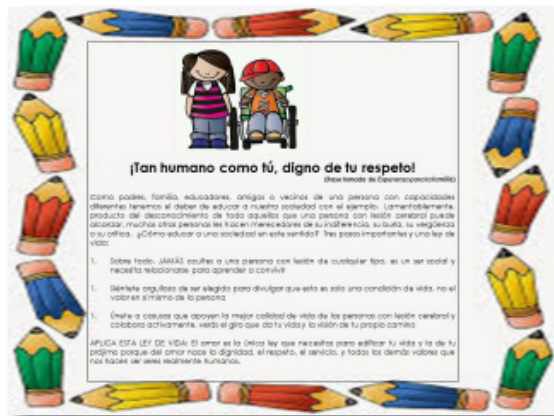 ¡Tan humano como tú, digno de tu respeto!
(frase tomada de Esperanzaparalafamilia)
Como padres, familia, educadores, amigos o vecinos de una persona con capacidades
diferentes tenemos el deber de educar a nuestra sociedad con el ejemplo. Lamentablemente,
producto del desconocimiento de todo aquellos que una persona con lesión cerebral puede
alcanzar, muchas otras personas les hacen merecedores de su indiferencia, su burla, su vergüenza
o su crítica. ¿Cómo educar a una sociedad en este sentido? Tres pasos importantes y una ley de
vida:
1. Sobre todo, JAMÁS ocultes a una persona con lesión de cualquier tipo, es un ser social y
necesita relacionarse para aprender a convivir
1. Siéntete orgulloso de ser elegido para divulgar que esto es solo una condición de vida, no el
valor en sí mismo de la persona
1. Únete a causas que apoyen la mejor calidad de vida de las personas con lesión cerebral y
colabora activamente, verás el giro que da tu vida y la visión de tu propio camino
APLICA ESTA LEY DE VIDA: El amor es la única ley que necesitas para edificar tu vida y la de tu
prójimo porque del amor nace la dignidad, el respeto, el servicio, y todos los demás valores que
nos hacen ser seres realmente humanos.